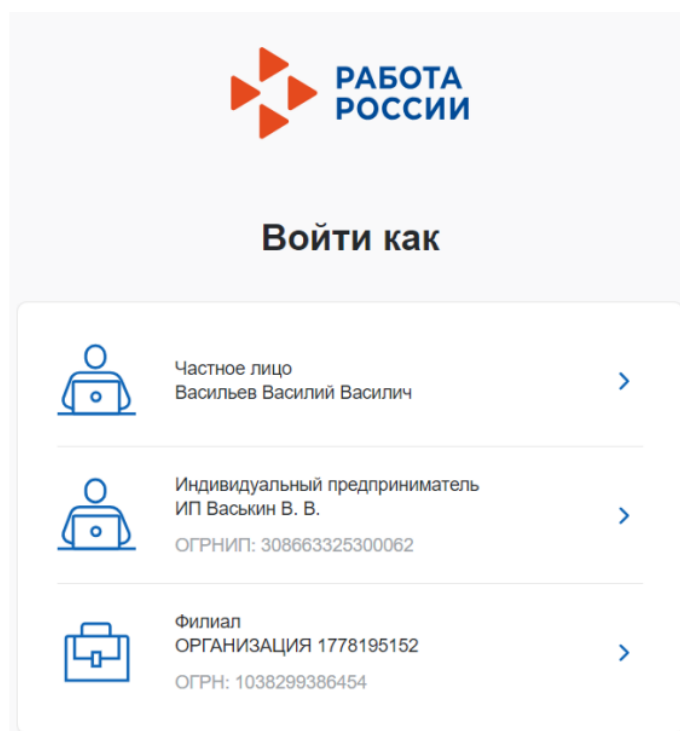 РАБОТА
РОССИИ
Войти как
Частное лицо
Васильев Василий Василич
Индивидуальный предприниматель
ИП Васькин В. В.
ОГРНИП: 308663325300062
Филиал
ОРГАНИЗАЦИЯ 1778195152
ОГРН: 1038299386454